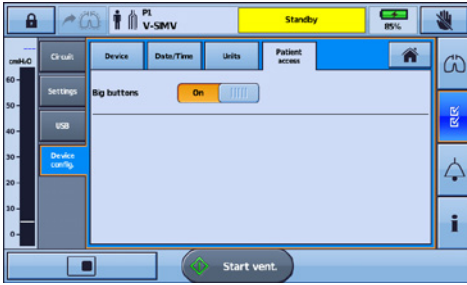 P1
V-SIMV
Standby
85%
---
cmH2O
60-
50-
40-
30-
20-
10-
0-
Circuit
Settings
USB
Device
config.
Device
Date/Time
Units
Patient
access
Big buttons
On
Start vent.